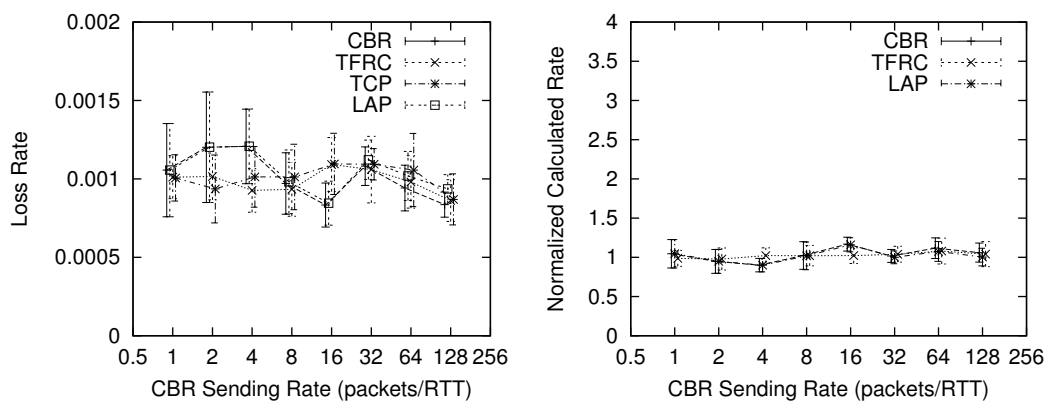 0.002
0.0015
0.001
0.0005
0
Loss Rate
CBR
TFRC
TCP
LAP
0.5 1 2 4 8 16 32 64 128 256
CBR Sending Rate (packets/RTT)
4
3.5
3
2.5
2
1.5
1
0.5
0
Normalized Calculated Rate
CBR
TFRC
LAP
0.5 1 2 4 8 16 32 64 128 256
CBR Sending Rate (packets/RTT)